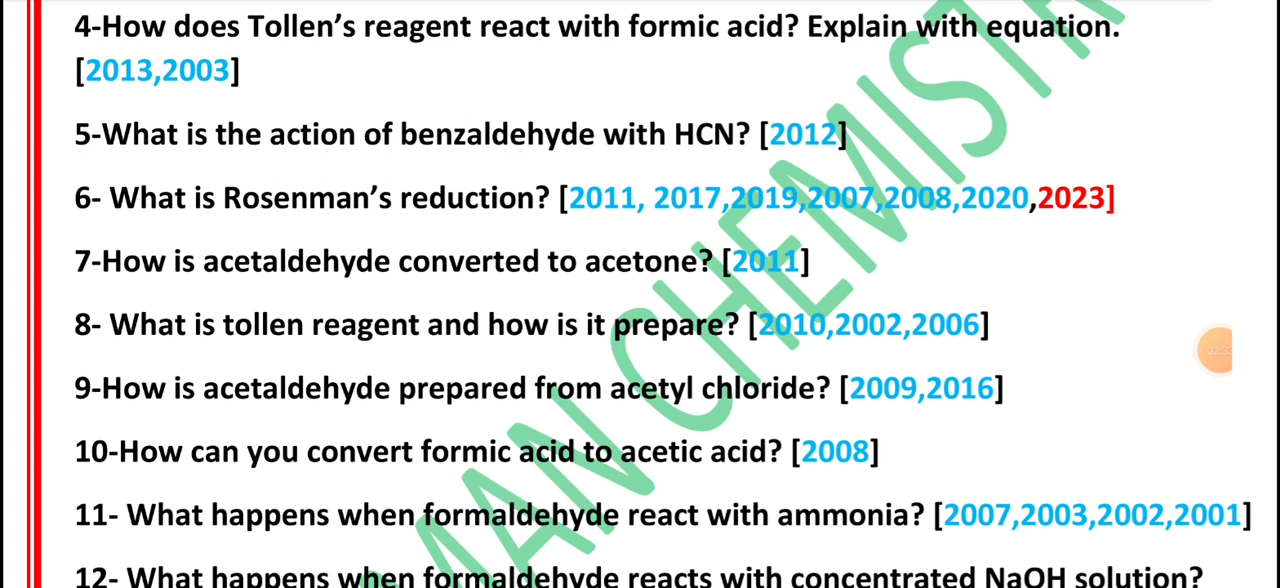 4-How does Tollen’s reagent react with formic acid? Explain with equation.
[2013,2003]
5-What is the action of benzaldehyde with HCN? [2012]
6- What is Rosenman’s reduction? [2011, 2017,2019,2007,2008,2020,2023]
7-How is acetaldehyde converted to acetone? [2011]
8- What is tollen reagent and how is it prepare? [2010,2002,2006]
9-How is acetaldehyde prepared from acetyl chloride? [2009,2016]
10-How can you convert formic acid to acetic acid? [2008]
11- What happens when formaldehyde react with ammonia? [2007,2003,2002,2001]
12- What happens when formaldehyde reacts with concentrated NaOH solution?
MAN CHEMISTR